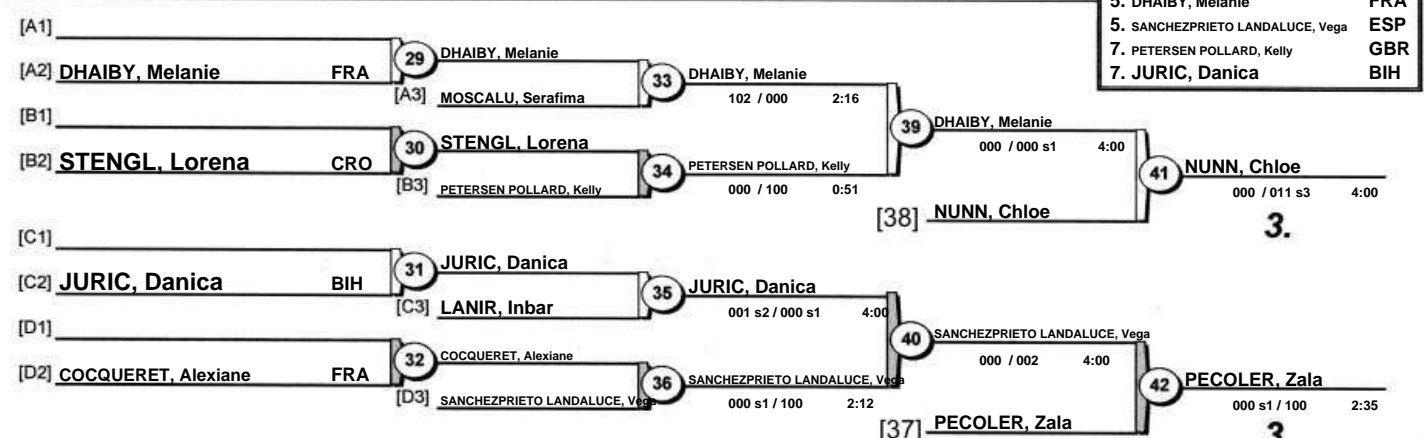 5. DHAIBY, Melanie FRA
5. SANCHEZPRIETO LANDALUCE, Vega ESP
7. PETERSEN POLLARD, Kelly GBR
7. JURIC, Danica BIH
[A1]
29 DHAIBY, Melanie
[A2] DHAIBY, Melanie FRA
33 DHAIBY, Melanie
[A3] MOSCALU, Serafima
102 / 000 2:16
[B1]
39 DHAIBY, Melanie
30 STENGL, Lorena
000 / 000 s1 4:00
[B2] STENGL, Lorena CRO
34 PETERSEN POLLARD, Kelly
41 NUNN, Chloe
[B3] PETERSEN POLLARD, Kelly
000 / 100 0:51
000 / 011 s3 4:00
[38] NUNN, Chloe
3.
[C1]
31 JURIC, Danica
[C2] JURIC, Danica BIH
35 JURIC, Danica
[C3] LANIR, Inbar
001 s2 / 000 s1 4:00
[D1]
40 SANCHEZPRIETO LANDALUCE, Vega
32 COCQUERET, Alexiane
000 / 002 4:00
[D2] COCQUERET, Alexiane FRA
36 SANCHEZPRIETO LANDALUCE, Vega
42 PECOLER, Zala
[D3] SANCHEZPRIETO LANDALUCE, Vega
000 s1 / 100 2:12
000 s1 / 100 2:35
[37] PECOLER, Zala
3.